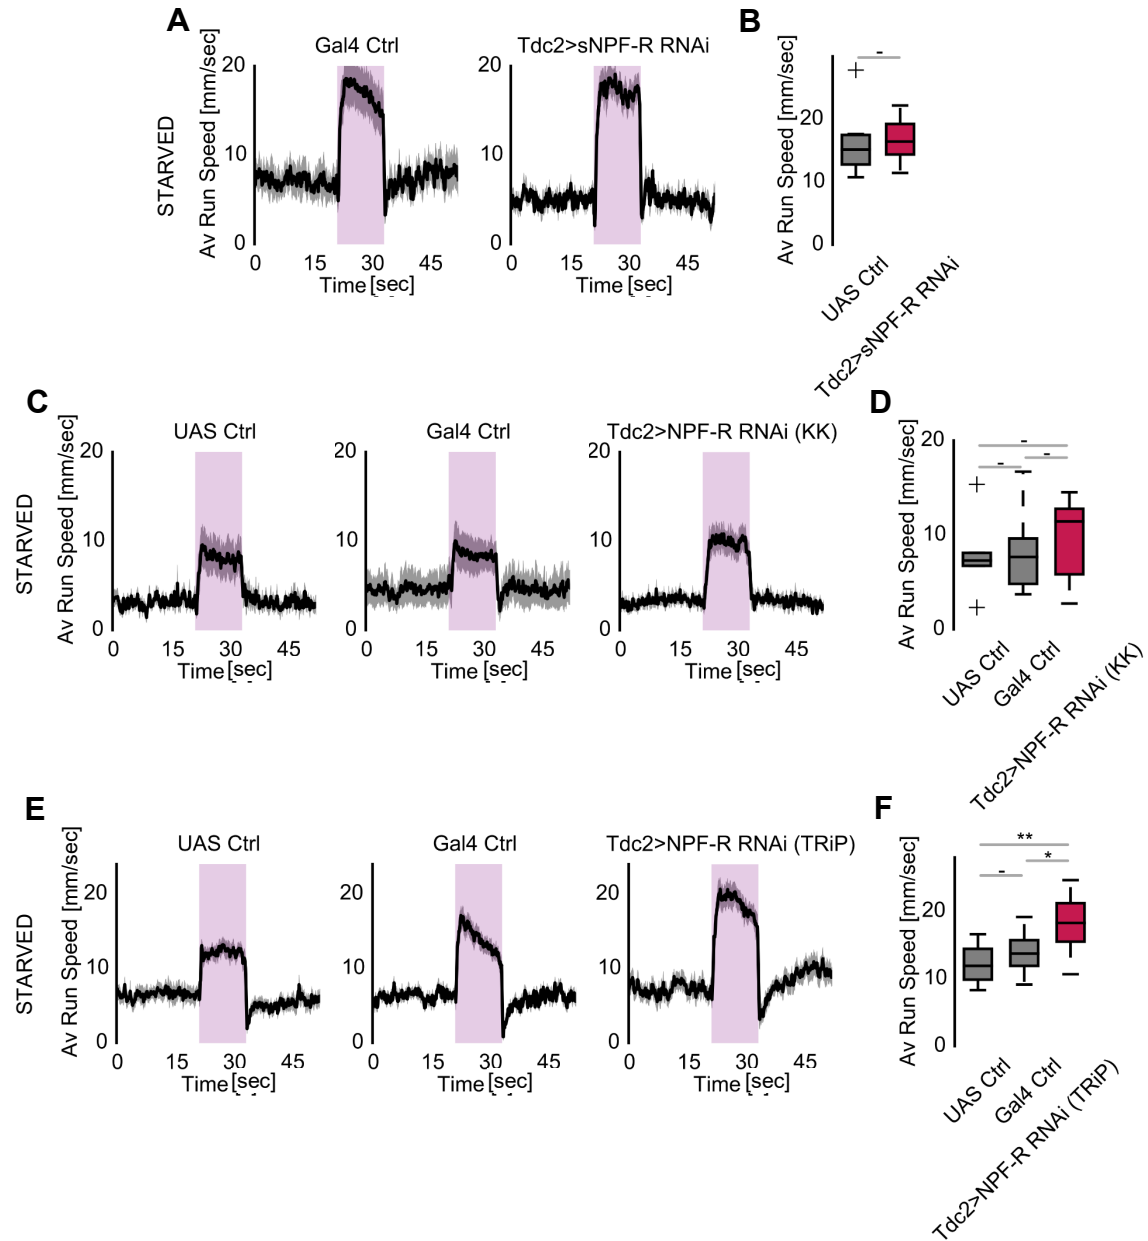 A
Gal4 Ctrl
Tdc2>sNPF-R RNAi
STARVED
Av Run Speed [mm/sec]
20
10
0
0 15 30 45
Time [sec]
20
10
0
0 15 30 45
Time [sec]
B
Av Run Speed [mm/sec]
20
10
0
-
UAS Ctrl
Tdc2>sNPF-R RNAi
C
UAS Ctrl
Gal4 Ctrl
Tdc2>NPF-R RNAi (KK)
STARVED
Av Run Speed [mm/sec]
20
10
0
0 15 30 45
Time [sec]
20
10
0
0 15 30 45
Time [sec]
20
10
0
0 15 30 45
Time [sec]
D
Av Run Speed [mm/sec]
20
10
0
-
-
-
UAS Ctrl
Gal4 Ctrl
Tdc2>NPF-R RNAi (KK)
E
UAS Ctrl
Gal4 Ctrl
Tdc2>NPF-R RNAi (TRiP)
STARVED
Av Run Speed [mm/sec]
20
10
0
0 15 30 45
Time [sec]
20
10
0
0 15 30 45
Time [sec]
20
10
0
0 15 30 45
Time [sec]
F
Av Run Speed [mm/sec]
20
10
0
**
*
-
UAS Ctrl
Gal4 Ctrl
Tdc2>NPF-R RNAi (TRiP)